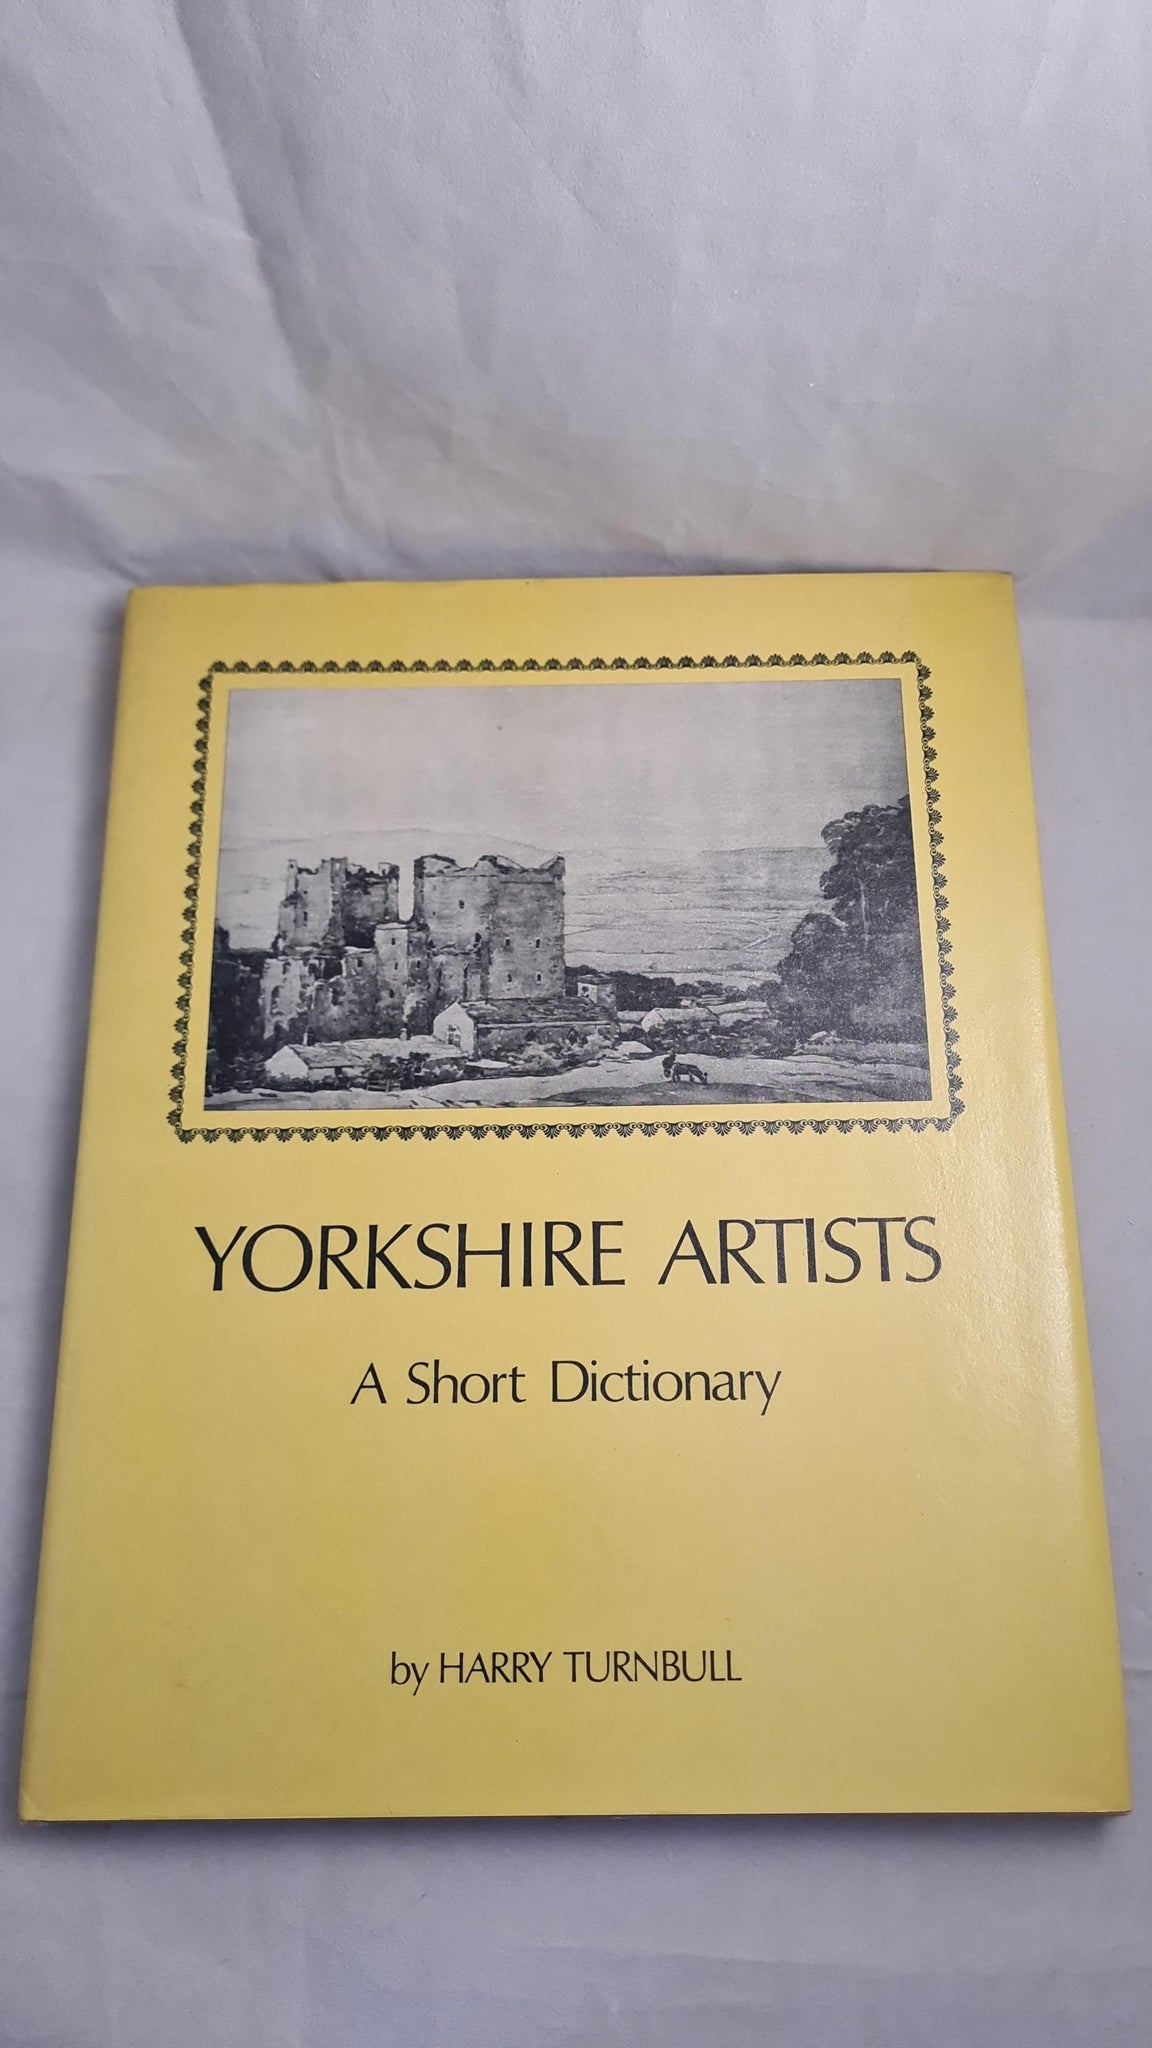 YORKSHIRE ARTISTS
A Short Dictionary
by HARRY TURNBULL